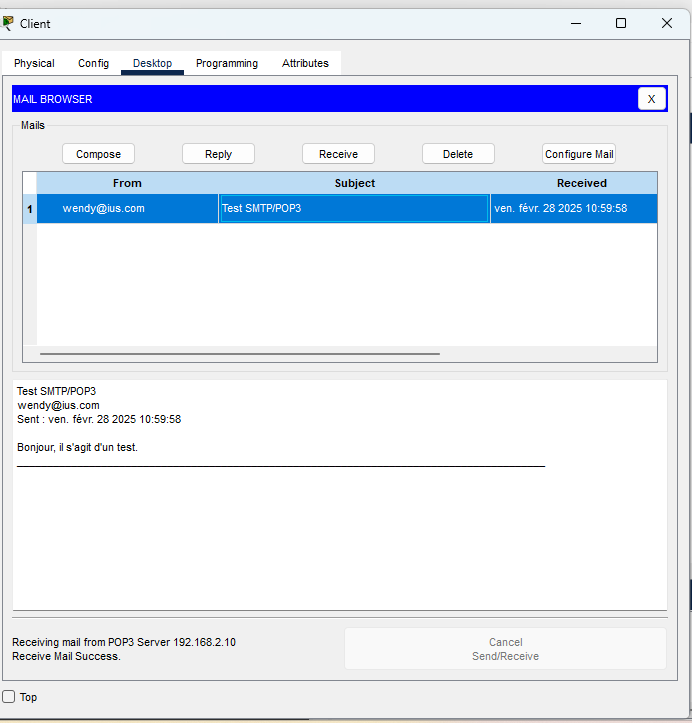 Client
Physical Config Desktop Programming Attributes
MAIL BROWSER X
Mails
Compose Reply Receive Delete Configure Mail
From Subject Received
1 wendy@ius.com Test SMTP/POP3 ven. févr. 28 2025 10:59:58
Test SMTP/POP3
wendy@ius.com
Sent : ven. févr. 28 2025 10:59:58
Bonjour, il s'agit d'un test.
Receiving mail from POP3 Server 192.168.2.10
Receive Mail Success.
Cancel
Send/Receive
Top